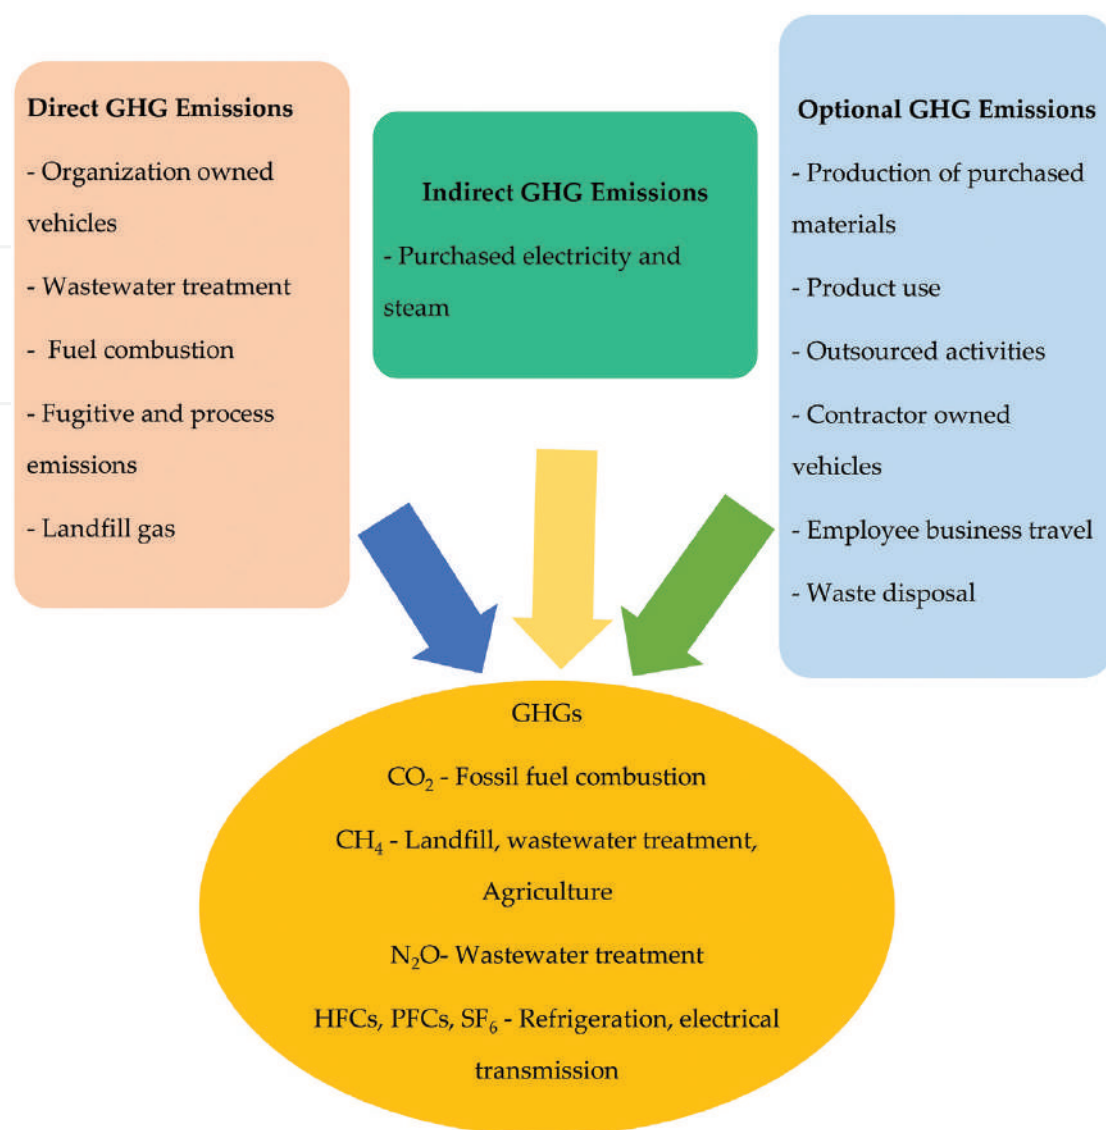 Direct GHG Emissions
- Organization owned
vehicles
- Wastewater treatment
- Fuel combustion
- Fugitive and process
emissions
- Landfill gas
Indirect GHG Emissions
- Purchased electricity and
steam
Optional GHG Emissions
- Production of purchased
materials
- Product use
- Outsourced activities
- Contractor owned
vehicles
- Employee business travel
- Waste disposal
GHGs
CO₂ - Fossil fuel combustion
CH₄ - Landfill, wastewater treatment,
Agriculture
N₂O- Wastewater treatment
HFCs, PFCs, SF₆ - Refrigeration, electrical
transmission